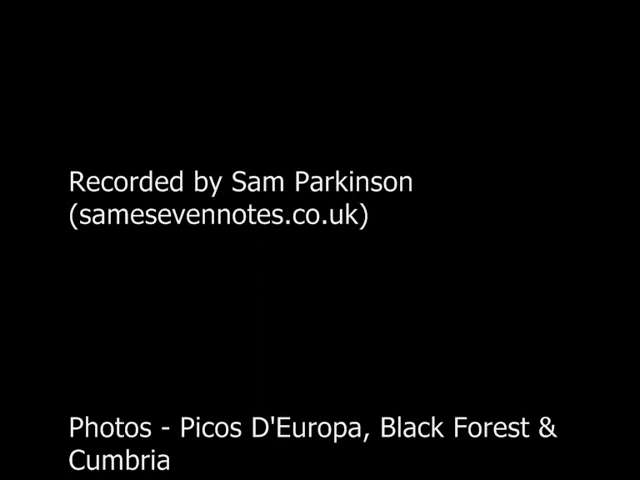 Recorded by Sam Parkinson
(samesevennotes.co.uk)
Photos - Picos D'Europa, Black Forest &
Cumbria